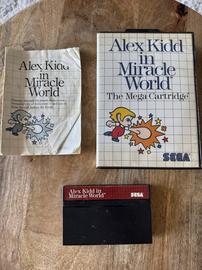 Alex Kidd
in
Miracle
World
Alex Kidd
in
Miracle
World
The Mega Cartridge
SEGA
Alex Kidd in
Miracle World
SEGA